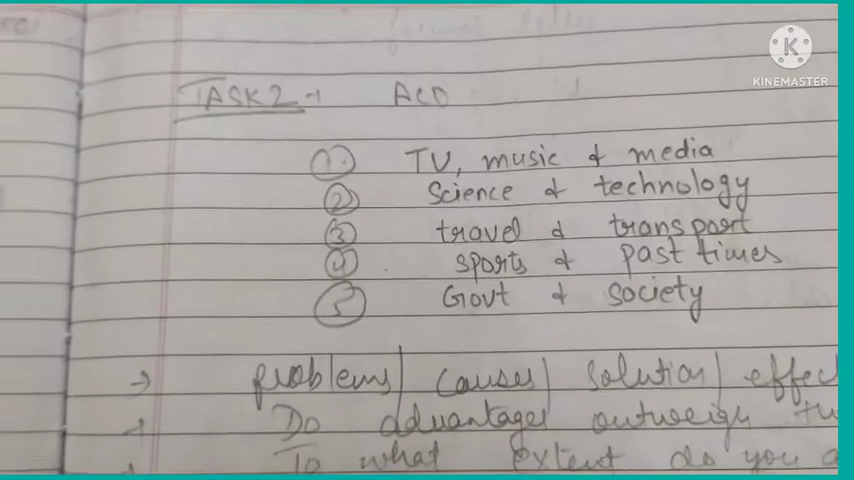 KINEMASTER
TASK 2 → ACD
① TV, music & media
② Science & technology
③ travel & transport
④ sports & past times
⑤ Govt & society
→ problems| causes| solution| effec
→ Do advantages outweigh
→ To what extent do you